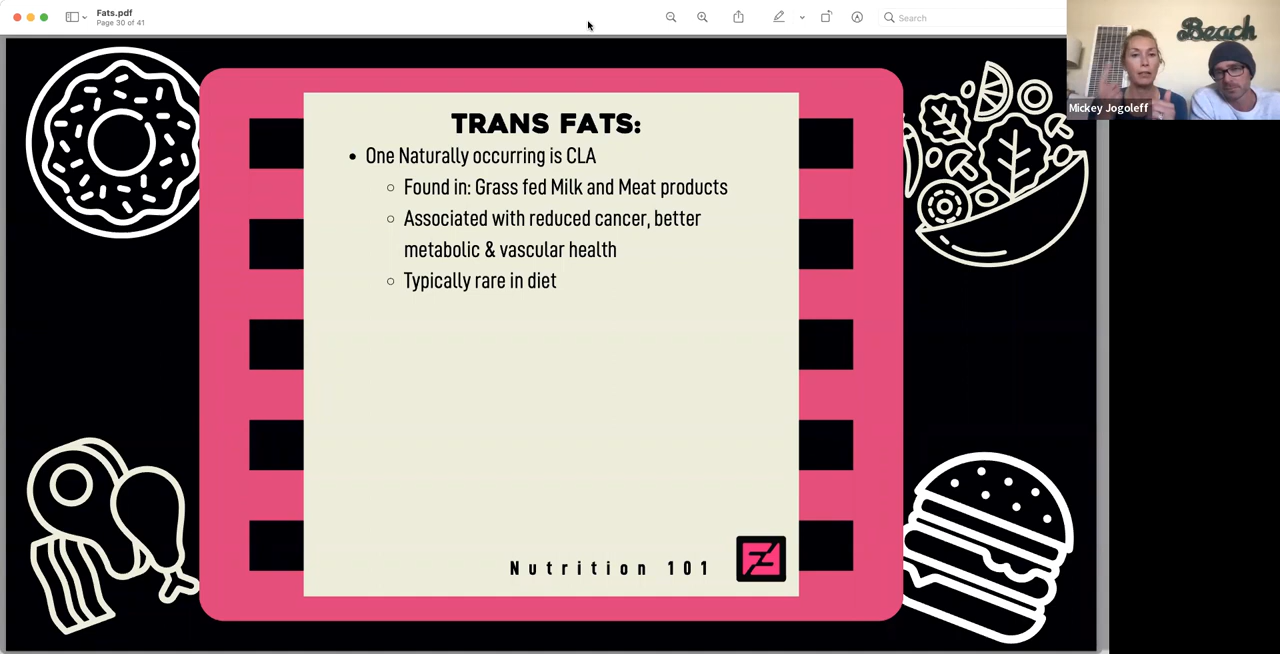 Fats.pdf
Page 30 of 41
Search
Beach
Mickey Jogoleff
TRANS FATS:
• One Naturally occurring is CLA
○ Found in: Grass fed Milk and Meat products
○ Associated with reduced cancer, better
metabolic & vascular health
○ Typically rare in diet
Nutrition 101